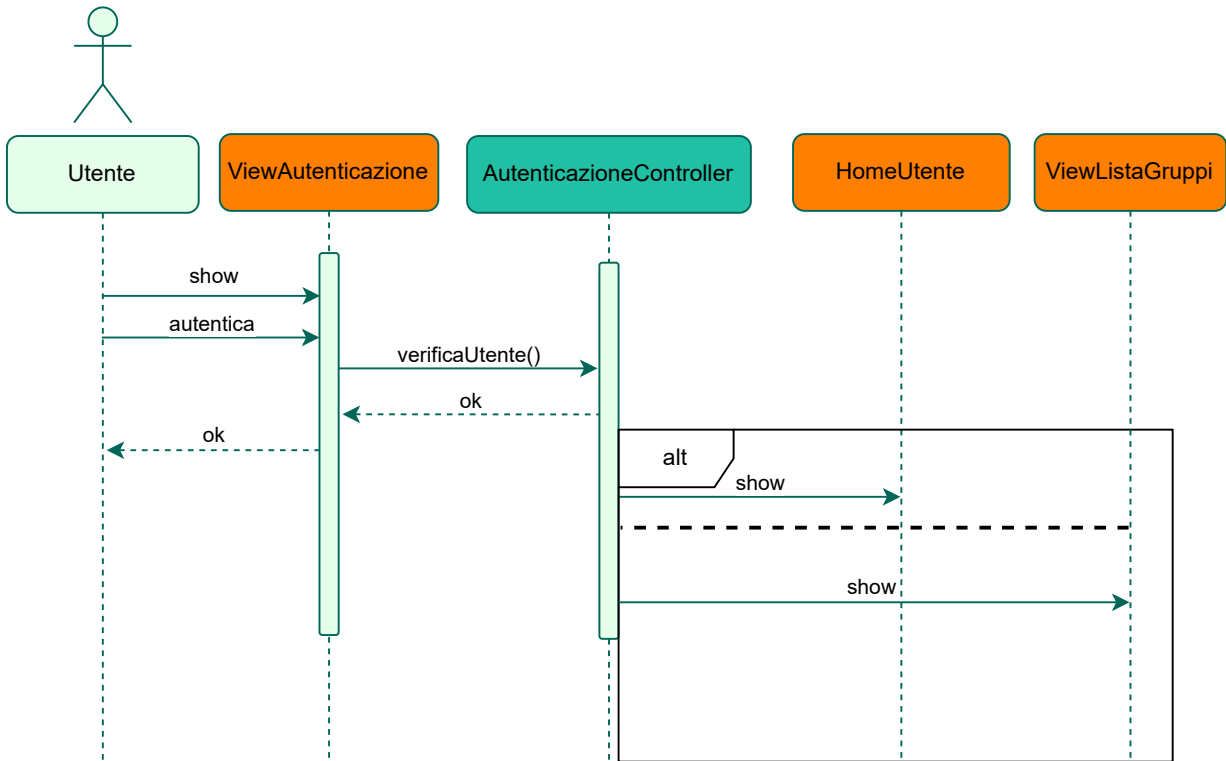 Utente
ViewAutenticazione
AutenticazioneController
HomeUtente
ViewListaGruppi
show
autentica
verificaUtente()
ok
ok
alt
show
show